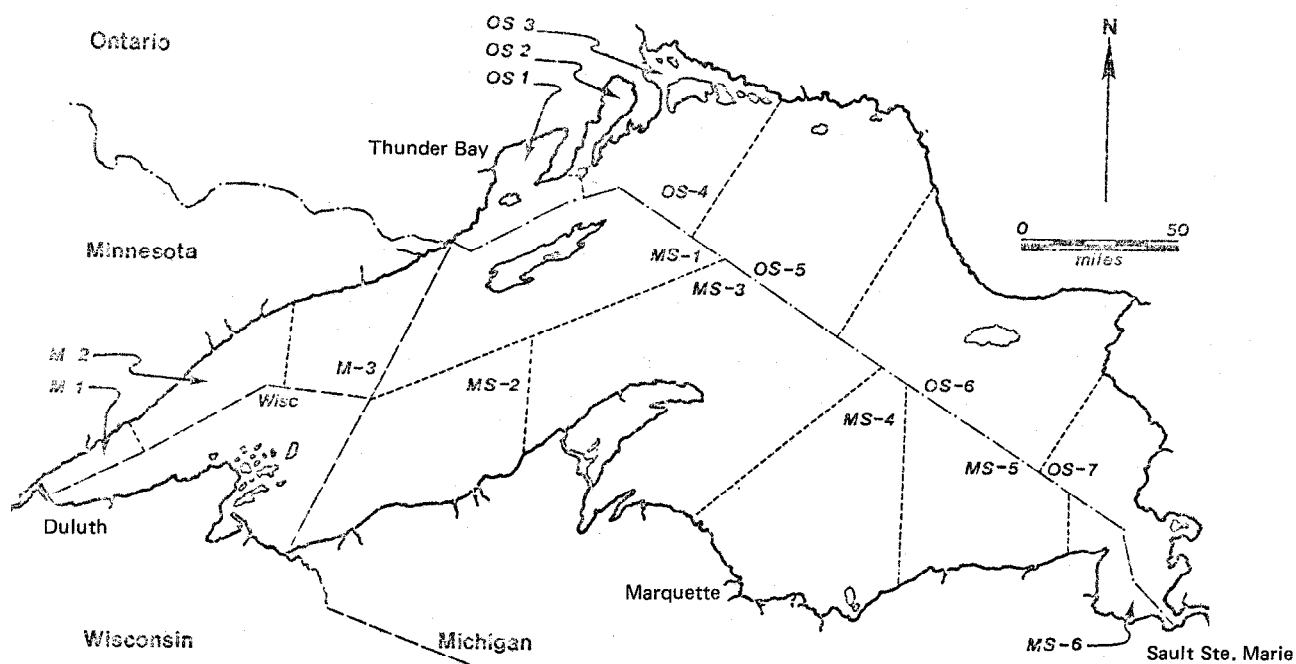 OS 3
Ontario
N
OS 2
OS 1
Thunder Bay
OS-4
0 50
miles
Minnesota
MS-1
OS-5
MS-3
M 2
M-3
MS-2
M 1
Wisc
OS-6
MS-4
MS-5
OS-7
Duluth
Marquette
Wisconsin
Michigan
MS-6
Sault Ste. Marie